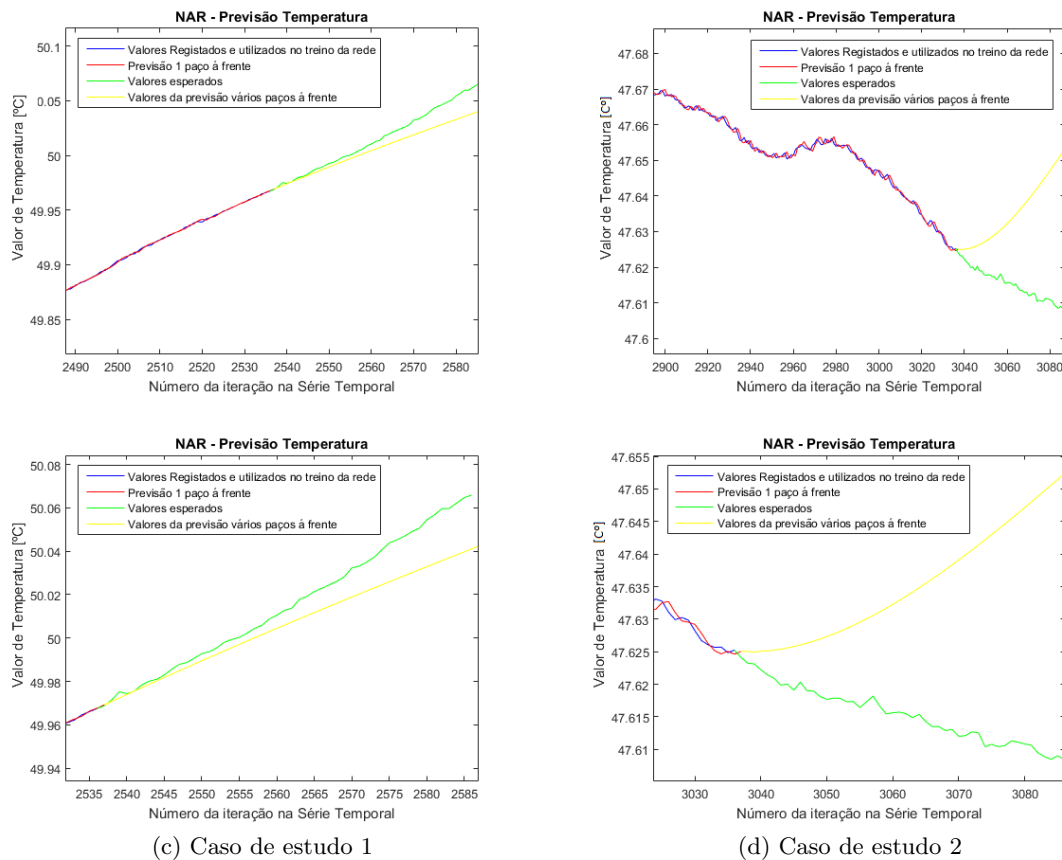 NAR - Previsão Temperatura
Valores Registados e utilizados no treino da rede
Previsão 1 paço à frente
Valores esperados
Valores da previsão vários paços à frente
Valor de Temperatura [ºC]
50.1
0.05
50
49.95
49.9
49.85
2490 2500 2510 2520 2530 2540 2550 2560 2570 2580
Número da iteração na Série Temporal
NAR - Previsão Temperatura
Valores Registados e utilizados no treino da rede
Previsão 1 paço à frente
Valores esperados
Valores da previsão vários paços à frente
Valor de Temperatura [Cº]
47.68
47.67
47.66
47.65
47.64
47.63
47.62
47.61
47.6
2900 2920 2940 2960 2980 3000 3020 3040 3060 3080
Número da iteração na Série Temporal
NAR - Previsão Temperatura
Valores Registados e utilizados no treino da rede
Previsão 1 paço à frente
Valores esperados
Valores da previsão vários paços à frente
Valor de Temperatura [ºC]
50.08
50.06
50.04
50.02
50
49.98
49.96
49.94
2535 2540 2545 2550 2555 2560 2565 2570 2575 2580 2585
Número da iteração na Série Temporal
(c) Caso de estudo 1
NAR - Previsão Temperatura
Valores Registados e utilizados no treino da rede
Previsão 1 paço à frente
Valores esperados
Valores da previsão vários paços à frente
Valor de Temperatura [Cº]
47.655
47.65
47.645
47.64
47.635
47.63
47.625
47.62
47.615
47.61
3030 3040 3050 3060 3070 3080
Número da iteração na Série Temporal
(d) Caso de estudo 2